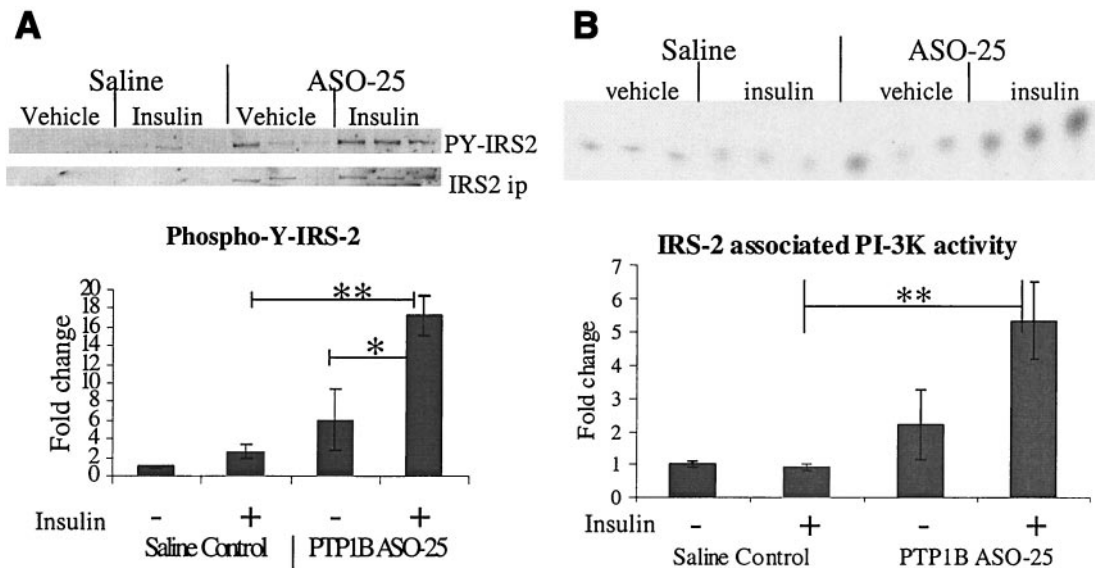 A
Saline
ASO-25
Vehicle
Insulin
Vehicle
Insulin
PY-IRS2
IRS2 ip
Phospho-Y-IRS-2
20
18
16
14
12
10
8
6
4
2
0
Fold change
**
*
Insulin - + - +
Saline Control | PTP1B ASO-25
B
Saline
ASO-25
vehicle
insulin
vehicle
insulin
IRS-2 associated PI-3K activity
7
6
5
4
3
2
1
0
Fold change
**
Insulin - + - +
Saline Control PTP1B ASO-25